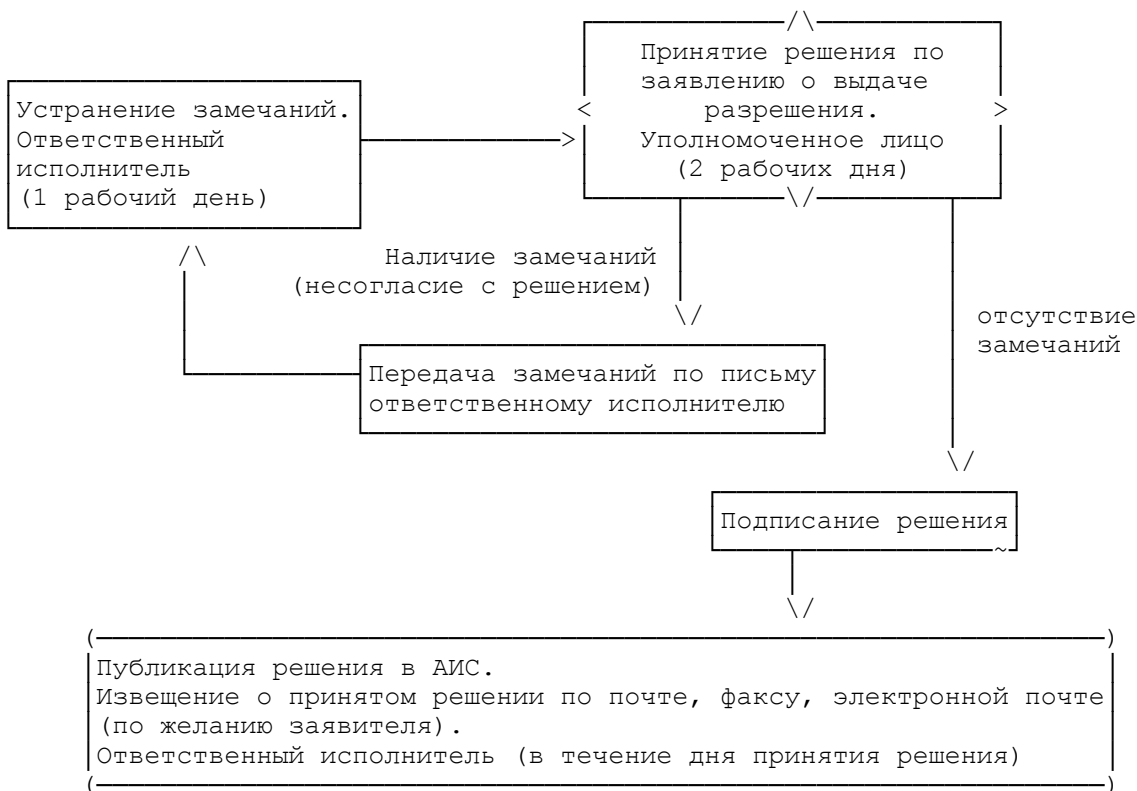 Принятие решения по
заявлению о выдаче
разрешения.
Уполномоченное лицо
(2 рабочих дня)
Устранение замечаний.
Ответственный
исполнитель
(1 рабочий день)
Наличие замечаний
(несогласие с решением)
отсутствие
замечаний
Передача замечаний по письму
ответственному исполнителю
Подписание решения
Публикация решения в АИС.
Извещение о принятом решении по почте, факсу, электронной почте
(по желанию заявителя).
Ответственный исполнитель (в течение дня принятия решения)